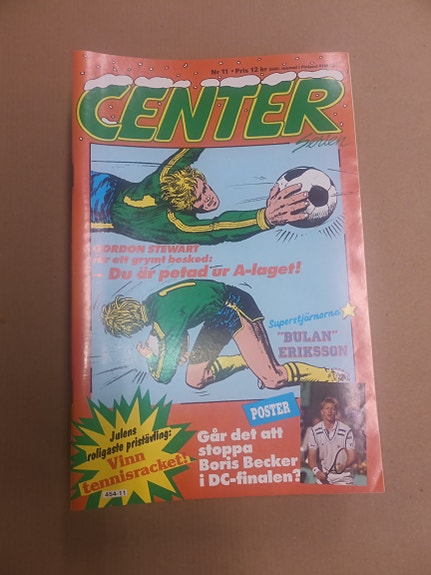 Nr 11 • Pris 12 kr
CENTER
Serien
GORDON STEWART
får ett grymt besked:
- Du är petad ur A-laget!
Superstjärnorna
"BULAN"
ERIKSSON
POSTER
Julens
roligaste pristävling:
Vinn
tennisracket!
Går det att
stoppa
Boris Becker
i DC-finalen?
454-11